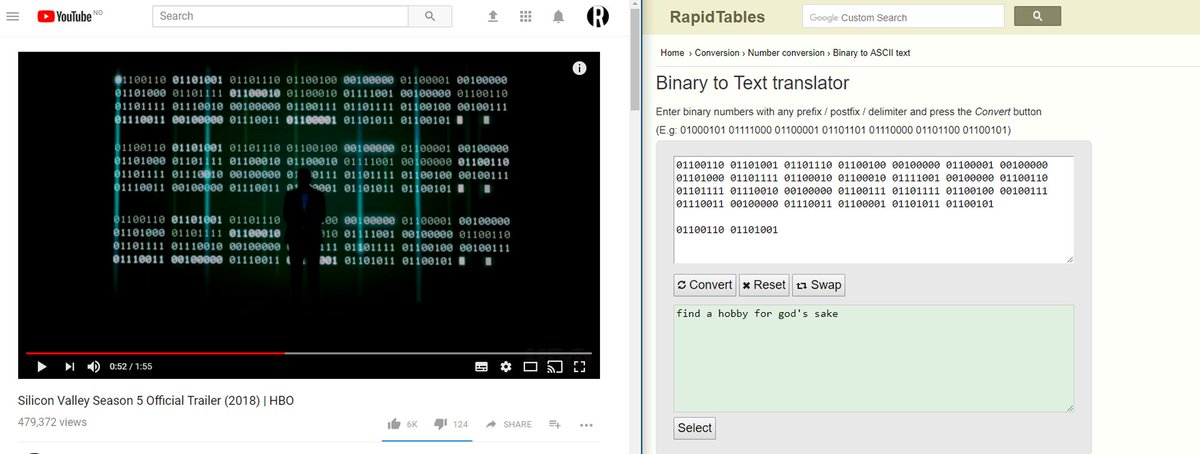 YouTube NO
Search
01100110 01101001 01101110 01100100 00100000 01100001 00100000
01101000 01101111 01100010 01100010 01111001 00100000 01100110
01101111 01110010 00100000 01100111 01101111 01100100 00100111
01110011 00100000 01110011 01100001 01101011 01100101
01100110 01101001 01101110 01100100 00100000 01100001 00100000
01101000 01101111 01100010 01100010 01111001 00100000 01100110
01101111 01110010 00100000 01101111 01100100 00100111
01110011 00100000 01110011 01101011 01100101
01100110 01101001 01101110 00100000 01100001 00100000
01101000 01101111 01100010 01111001 00100000 01100110
01101111 01110010 00100000 01101111 01100100 00100111
01110011 00100000 01110011 01101011 01100101
0:52 / 1:55
Silicon Valley Season 5 Official Trailer (2018) | HBO
479,372 views
6K 124 SHARE
RapidTables
Google Custom Search
Home › Conversion › Number conversion › Binary to ASCII text
Binary to Text translator
Enter binary numbers with any prefix / postfix / delimiter and press the Convert button
(E.g: 01000101 01111000 01100001 01101101 01110000 01101100 01100101)
01100110 01101001 01101110 01100100 00100000 01100001 00100000
01101000 01101111 01100010 01100010 01111001 00100000 01100110
01101111 01110010 00100000 01100111 01101111 01100100 00100111
01110011 00100000 01110011 01100001 01101011 01100101
01100110 01101001
Convert Reset Swap
find a hobby for god's sake
Select